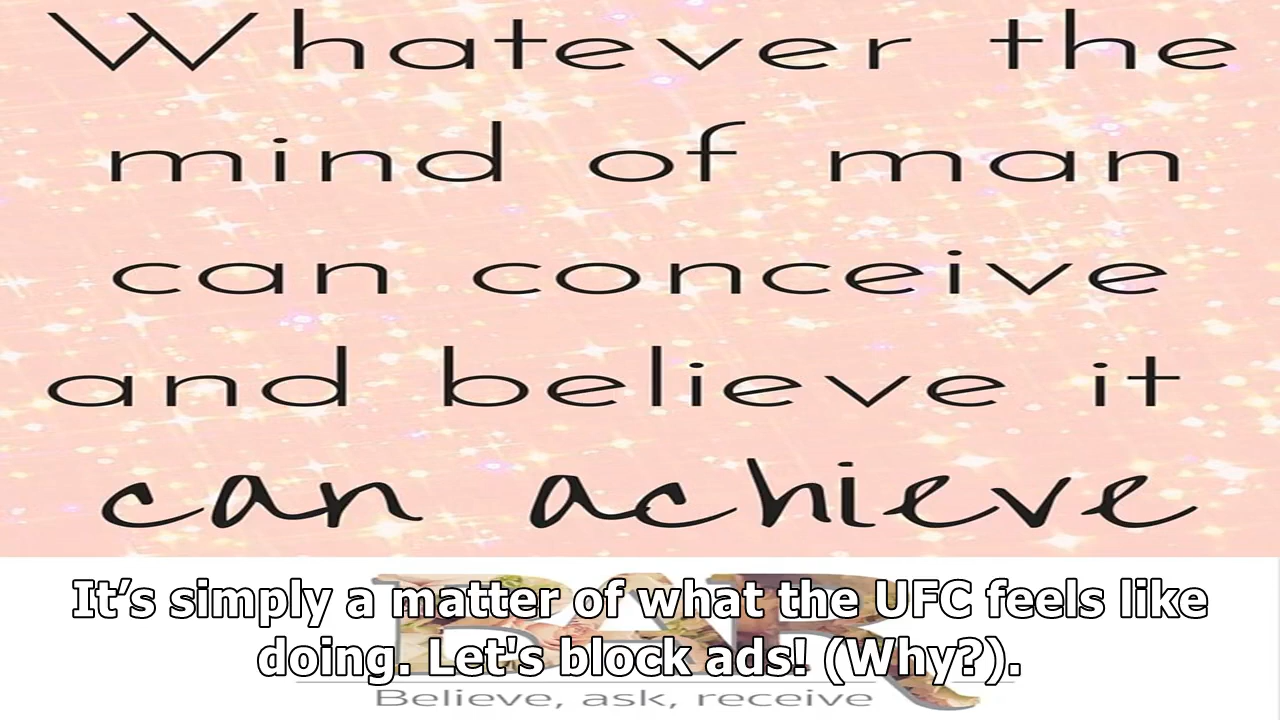 Whatever the
mind of man
can conceive
and believe it
can achieve
BAR
It’s simply a matter of what the UFC feels like
doing. Let's block ads! (Why?).
Believe, ask, receive